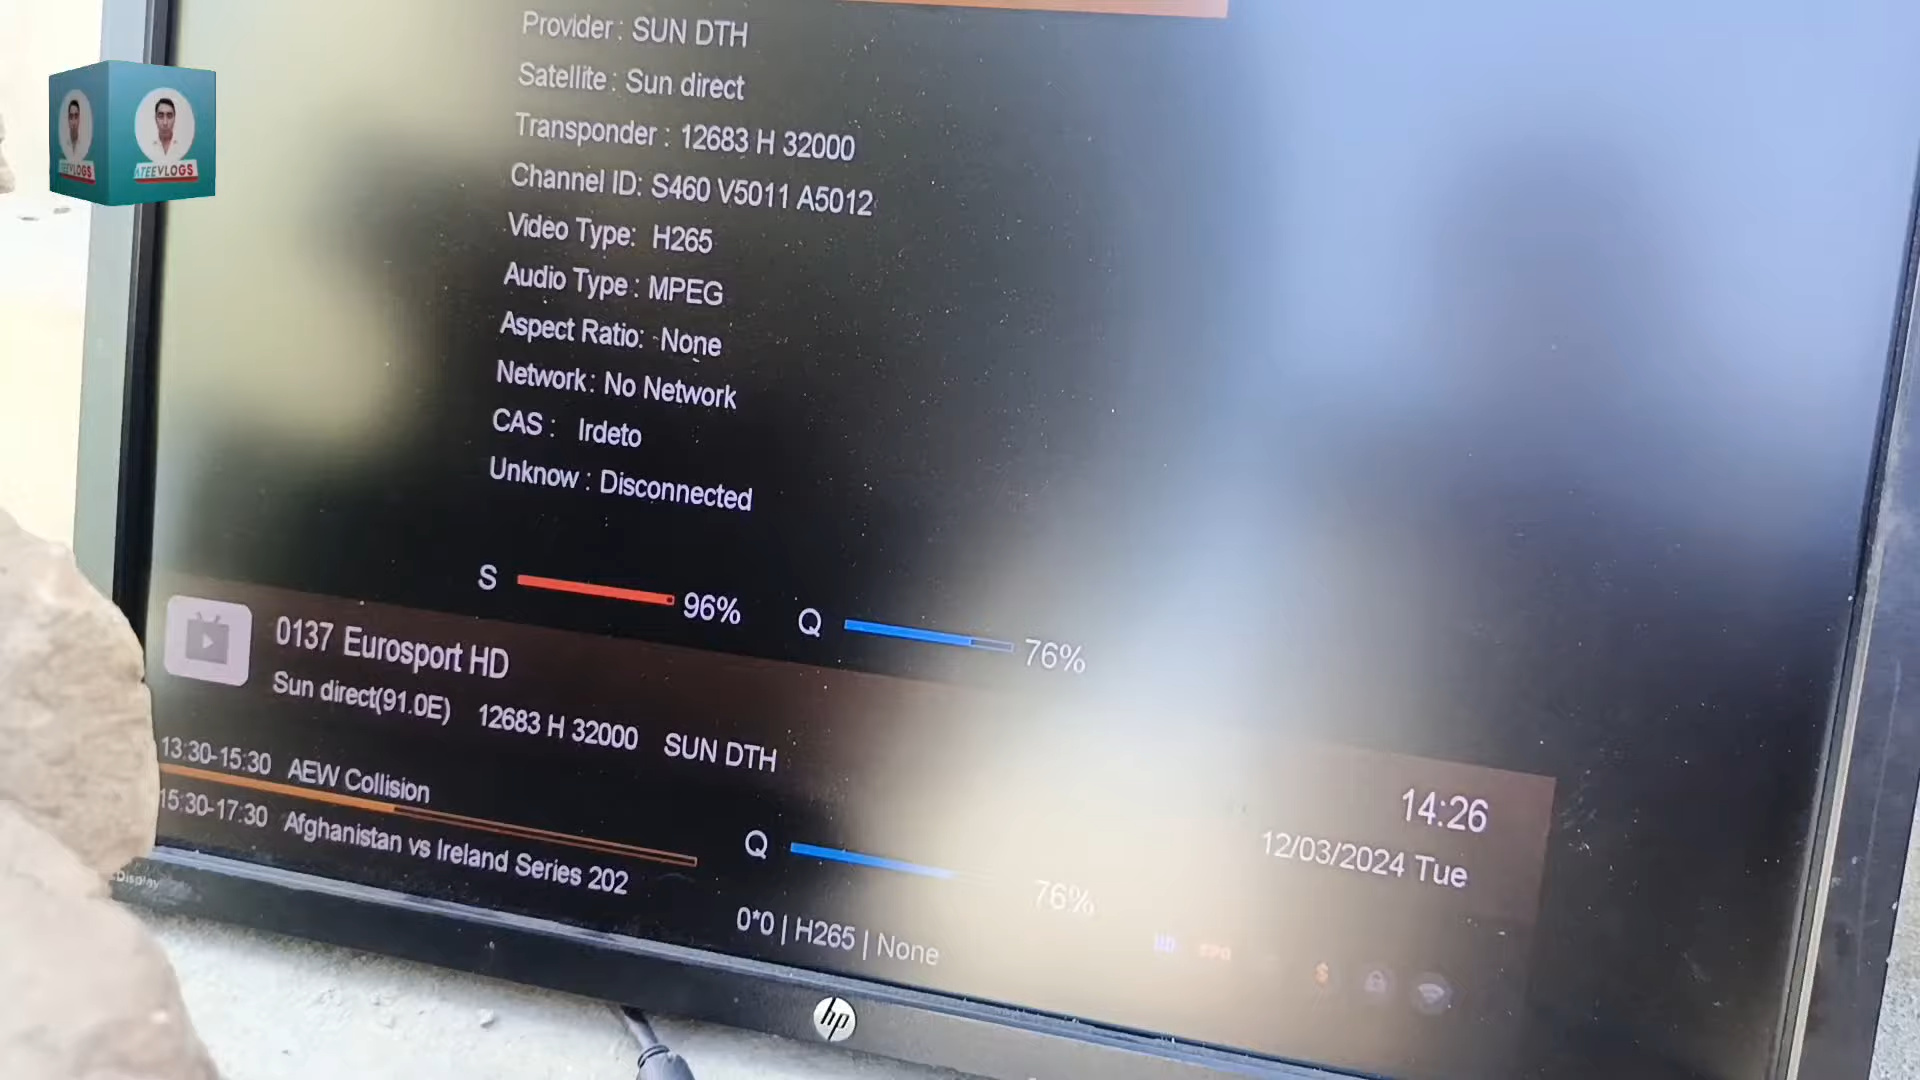 Provider : SUN DTH
Satellite : Sun direct
Transponder : 12683 H 32000
Channel ID: S460 V5011 A5012
Video Type: H265
Audio Type : MPEG
Aspect Ratio: None
Network : No Network
CAS : Irdeto
Unknow : Disconnected
S 96% Q 76%
0137 Eurosport HD
Sun direct(91.0E) 12683 H 32000 SUN DTH
13:30-15:30 AEW Collision
15:30-17:30 Afghanistan vs Ireland Series 202
Q 76%
0*0 | H265 | None
14:26
12/03/2024 Tue
HD
$
hp
Display
ATEEVLOGS